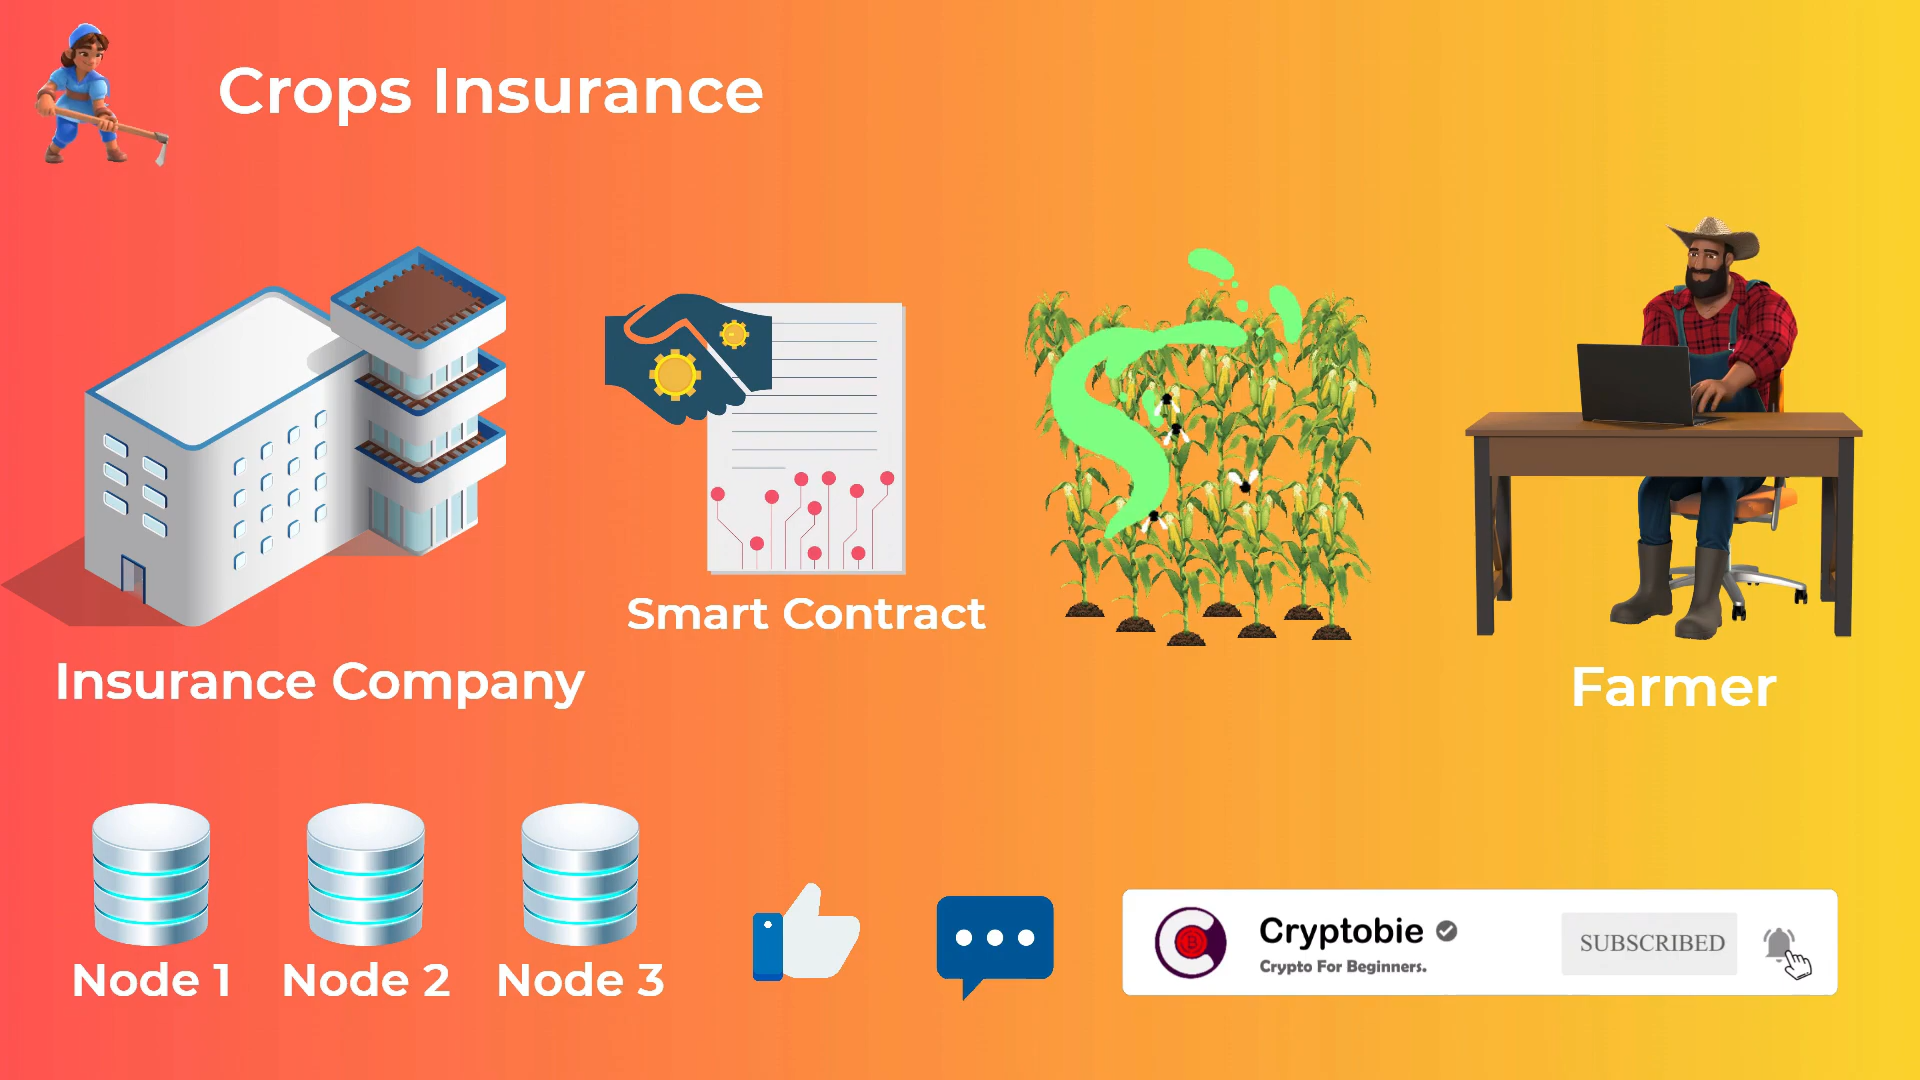 Crops Insurance
Smart Contract
Insurance Company
Farmer
Node 1
Node 2
Node 3
Cryptobie
Crypto For Beginners.
SUBSCRIBED